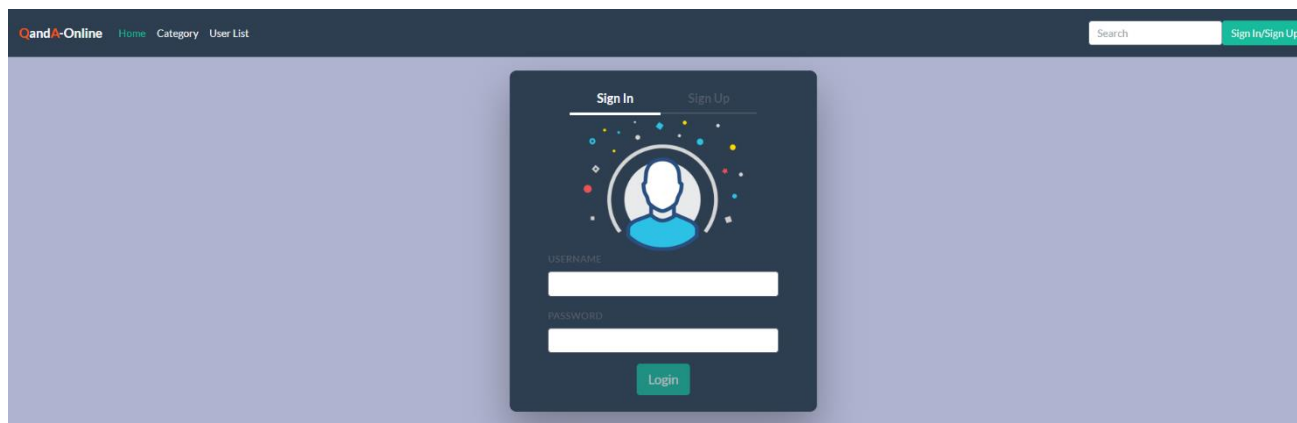 QandA-Online Home Category User List Search Sign In/Sign Up
Sign In Sign Up
USERNAME
PASSWORD
Login